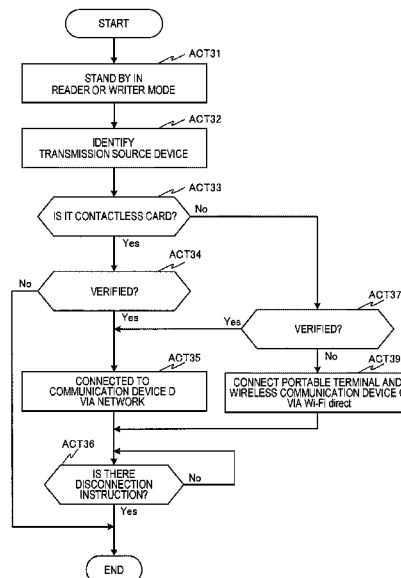 START
ACT31
STAND BY IN
READER OR WRITER MODE
ACT32
IDENTIFY
TRANSMISSION SOURCE DEVICE
ACT33
IS IT CONTACTLESS CARD?
No
Yes
ACT34
No
VERIFIED?
ACT37
Yes
Yes
VERIFIED?
No
ACT35
CONNECTED TO
COMMUNICATION DEVICE D
VIA NETWORK
ACT39
CONNECT PORTABLE TERMINAL AND
WIRELESS COMMUNICATION DEVICE
VIA Wi-Fi direct
ACT36
IS THERE
DISCONNECTION
INSTRUCTION?
No
Yes
END